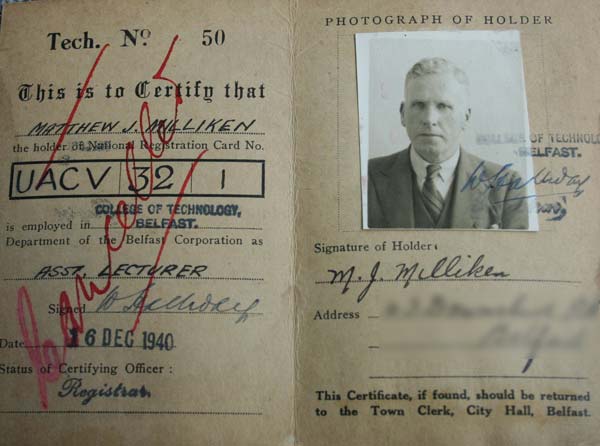 Tech. No. 50
This is to Certify that
MATTHEW J. MILLIKEN
the holder of National Registration Card No.
UACV 32 1
COLLEGE OF TECHNOLOGY,
is employed in BELFAST.
Department of the Belfast Corporation as
ASST. LECTURER
Signed
Date 16 DEC 1940
Status of Certifying Officer :
Registrar
Cancelled
PHOTOGRAPH OF HOLDER
COLLEGE OF TECHNOLOGY
BELFAST.
Signature of Holder :
M. J. Milliken
Address
This Certificate, if found, should be returned
to the Town Clerk, City Hall, Belfast.